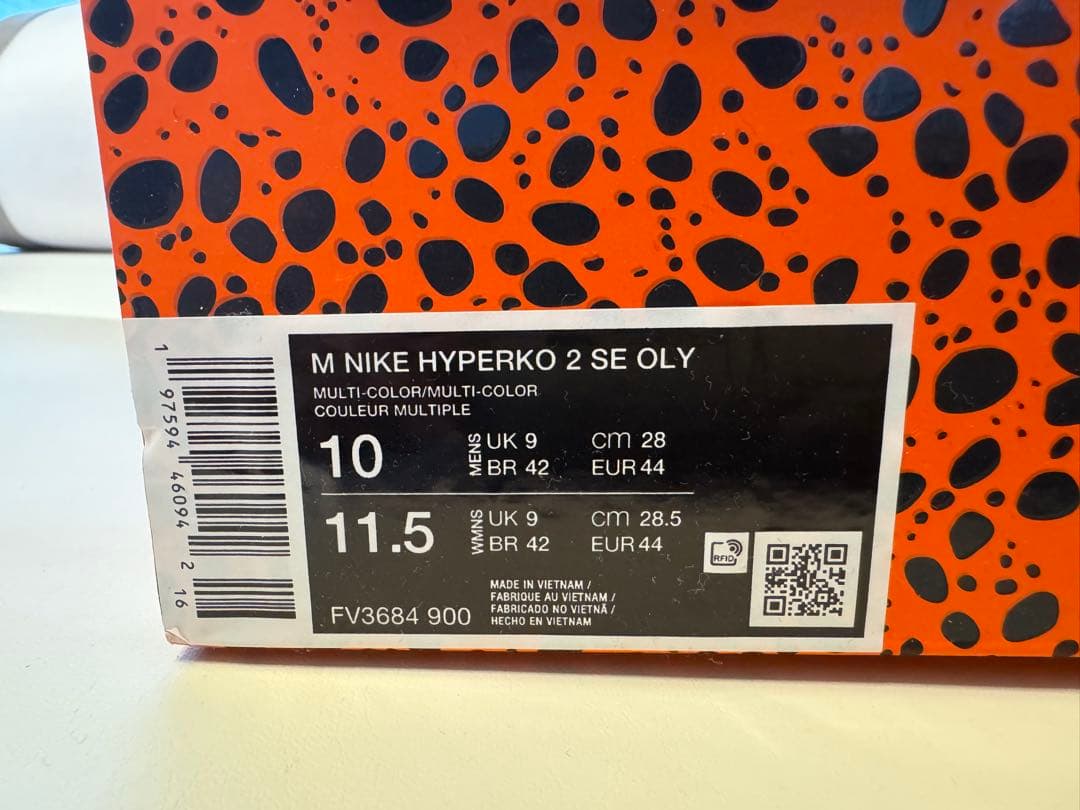 M NIKE HYPERKO 2 SE OLY
MULTI-COLOR/MULTI-COLOR
COULEUR MULTIPLE
10 MENS UK 9 cm 28
BR 42 EUR 44
11.5 WMNS UK 9 cm 28.5
BR 42 EUR 44
RFID
MADE IN VIETNAM /
FABRIQUE AU VIETNAM /
FABRICADO NO VIETNÃ /
HECHO EN VIETNAM
FV3684 900
1 97594 46094 2 16